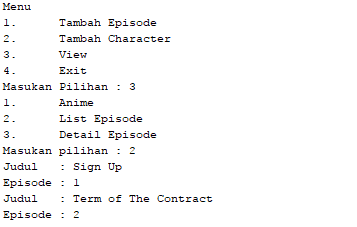 Menu
1. Tambah Episode
2. Tambah Character
3. View
4. Exit
Masukan Pilihan : 3
1. Anime
2. List Episode
3. Detail Episode
Masukan pilihan : 2
Judul : Sign Up
Episode : 1
Judul : Term of The Contract
Episode : 2